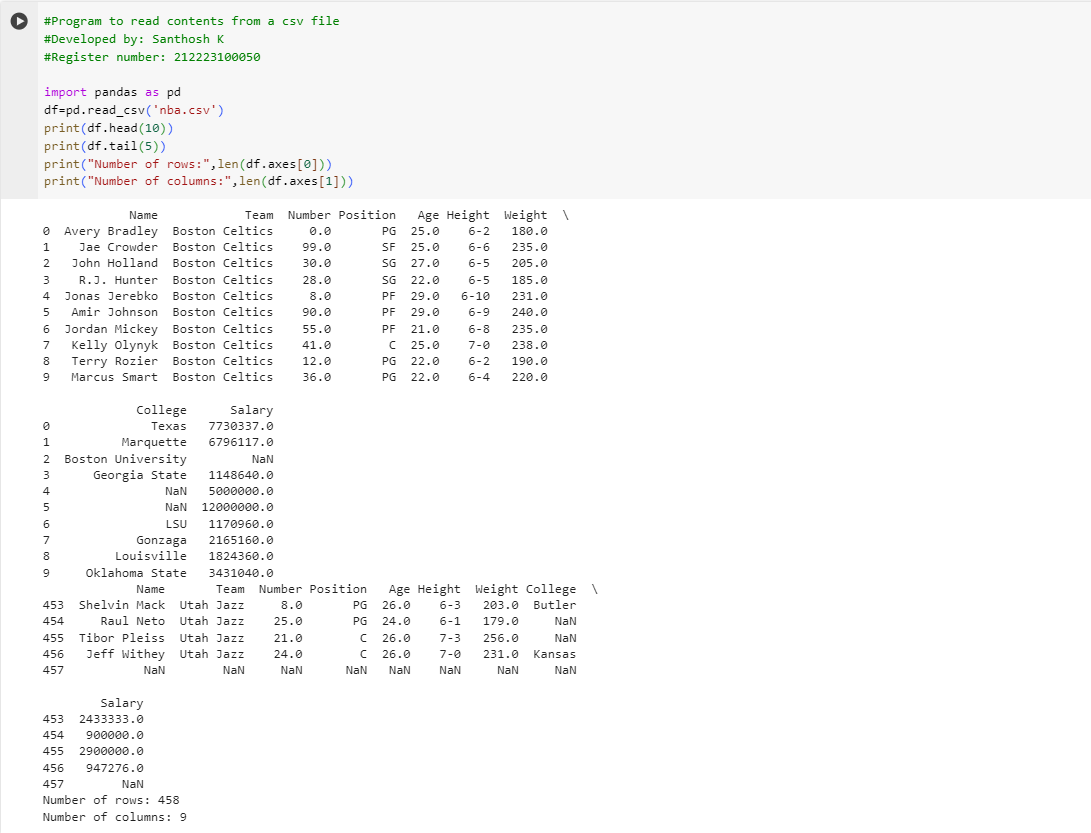 #Program to read contents from a csv file
#Developed by: Santhosh K
#Register number: 212223100050
import pandas as pd
df=pd.read_csv('nba.csv')
print(df.head(10))
print(df.tail(5))
print("Number of rows:",len(df.axes[0]))
print("Number of columns:",len(df.axes[1]))
            Name            Team  Number Position   Age Height  Weight  \
0  Avery Bradley  Boston Celtics     0.0       PG  25.0    6-2   180.0
1    Jae Crowder  Boston Celtics    99.0       SF  25.0    6-6   235.0
2   John Holland  Boston Celtics    30.0       SG  27.0    6-5   205.0
3    R.J. Hunter  Boston Celtics    28.0       SG  22.0    6-5   185.0
4  Jonas Jerebko  Boston Celtics     8.0       PF  29.0   6-10   231.0
5   Amir Johnson  Boston Celtics    90.0       PF  29.0    6-9   240.0
6  Jordan Mickey  Boston Celtics    55.0       PF  21.0    6-8   235.0
7   Kelly Olynyk  Boston Celtics    41.0        C  25.0    7-0   238.0
8   Terry Rozier  Boston Celtics    12.0       PG  22.0    6-2   190.0
9   Marcus Smart  Boston Celtics    36.0       PG  22.0    6-4   220.0
             College      Salary
0              Texas   7730337.0
1          Marquette   6796117.0
2  Boston University         NaN
3      Georgia State   1148640.0
4                NaN   5000000.0
5                NaN  12000000.0
6                LSU   1170960.0
7            Gonzaga   2165160.0
8         Louisville   1824360.0
9     Oklahoma State   3431040.0
             Name       Team  Number Position   Age Height  Weight College  \
453  Shelvin Mack  Utah Jazz     8.0       PG  26.0    6-3   203.0  Butler
454     Raul Neto  Utah Jazz    25.0       PG  24.0    6-1   179.0     NaN
455  Tibor Pleiss  Utah Jazz    21.0        C  26.0    7-3   256.0     NaN
456   Jeff Withey  Utah Jazz    24.0        C  26.0    7-0   231.0  Kansas
457           NaN        NaN     NaN      NaN   NaN    NaN     NaN     NaN
        Salary
453  2433333.0
454   900000.0
455  2900000.0
456   947276.0
457        NaN
Number of rows: 458
Number of columns: 9